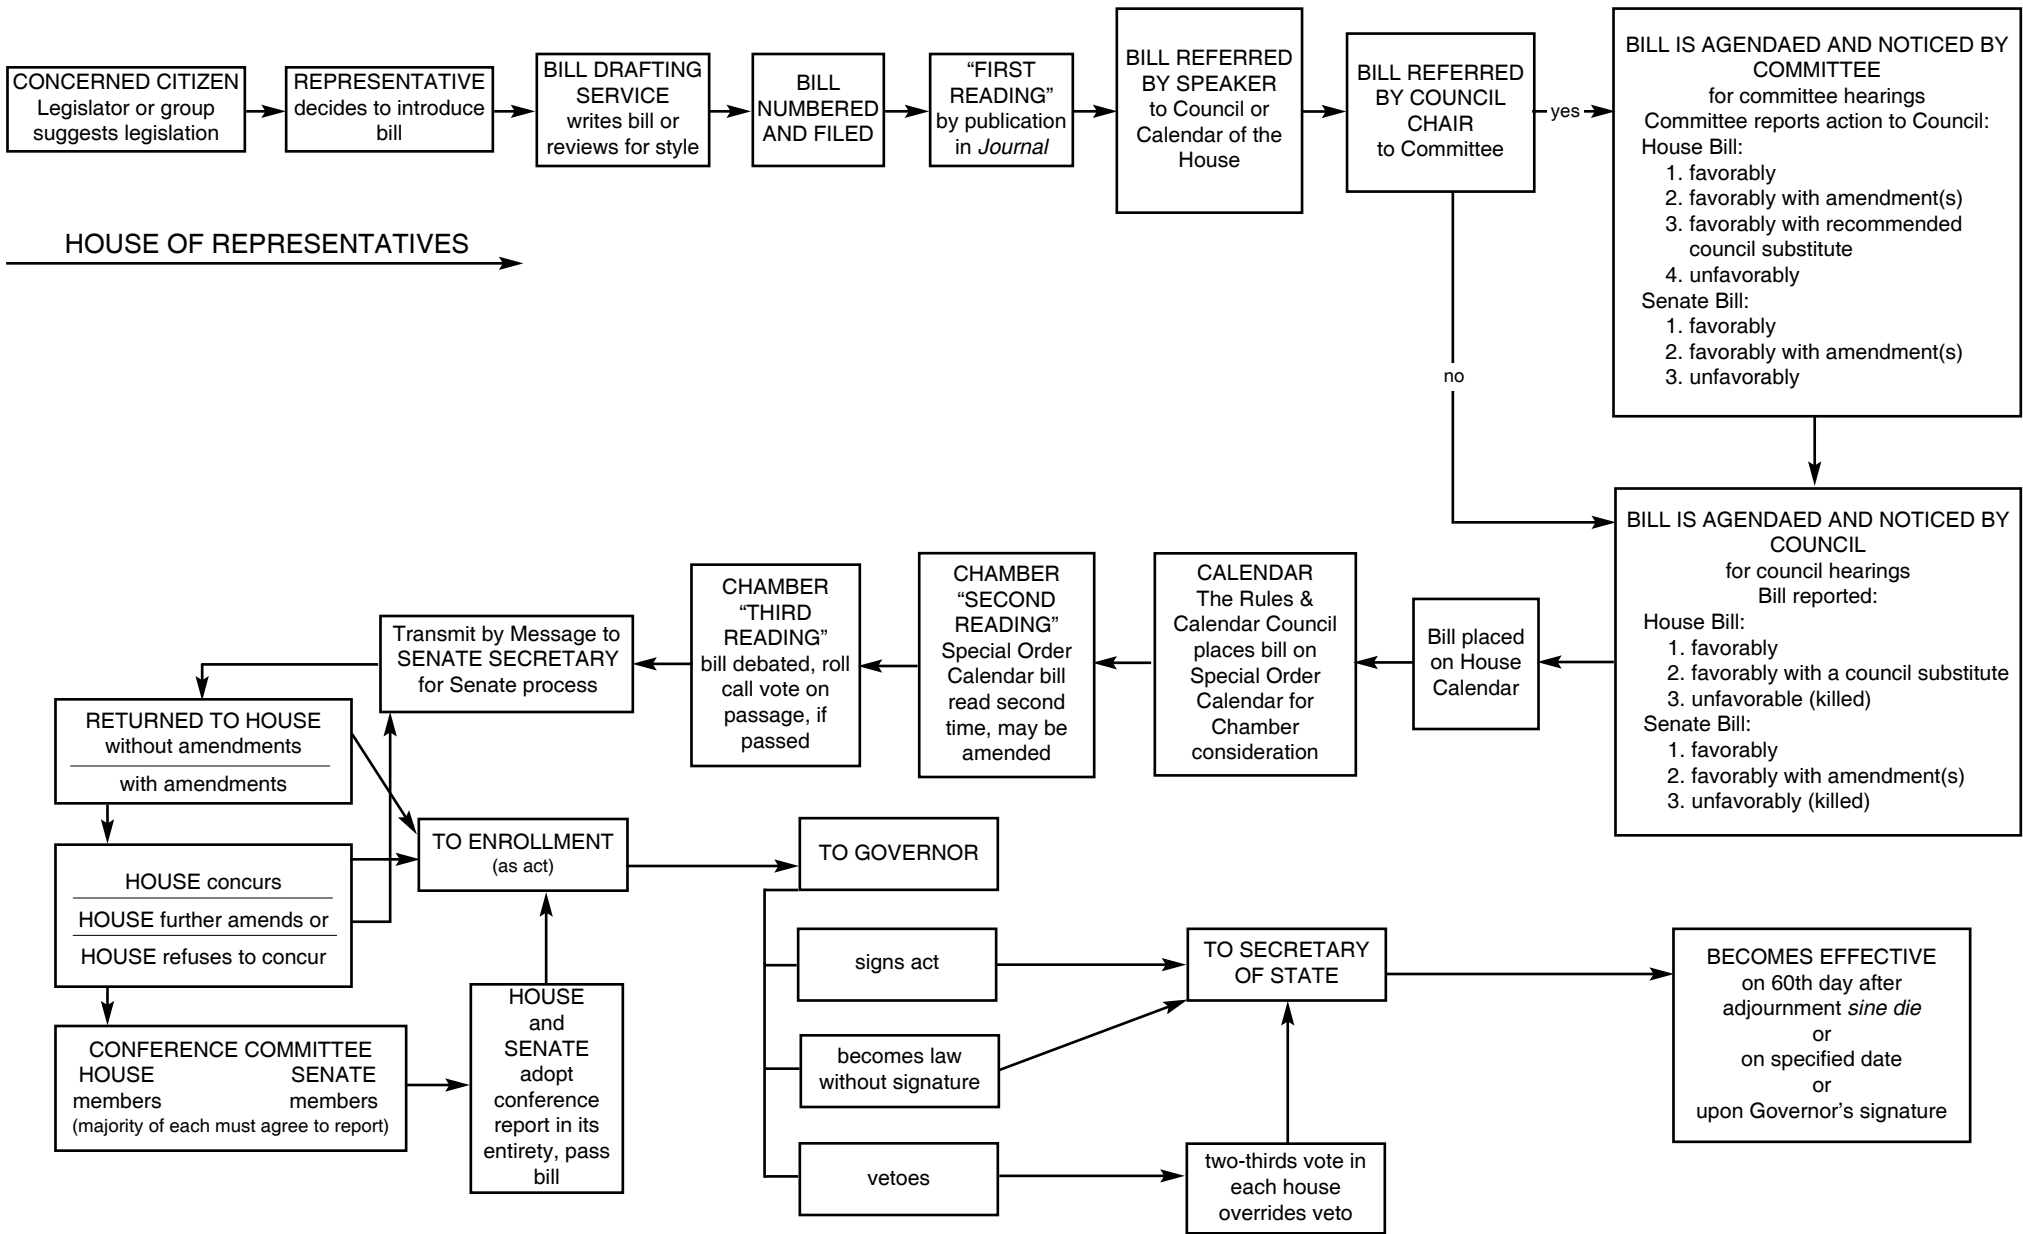 CONCERNED CITIZEN
Legislator or group
suggests legislation
REPRESENTATIVE
decides to introduce
bill
BILL DRAFTING
SERVICE
writes bill or
reviews for style
BILL
NUMBERED
AND FILED
“FIRST
READING”
by publication
in Journal
BILL REFERRED
BY SPEAKER
to Council or
Calendar of the
House
BILL REFERRED
BY COUNCIL
CHAIR
to Committee
yes
BILL IS AGENDAED AND NOTICED BY
COMMITTEE
for committee hearings
Committee reports action to Council:
House Bill:
1. favorably
2. favorably with amendment(s)
3. favorably with recommended
council substitute
4. unfavorably
Senate Bill:
1. favorably
2. favorably with amendment(s)
3. unfavorably
HOUSE OF REPRESENTATIVES
no
BILL IS AGENDAED AND NOTICED BY
COUNCIL
for council hearings
Bill reported:
House Bill:
1. favorably
2. favorably with a council substitute
3. unfavorable (killed)
Senate Bill:
1. favorably
2. favorably with amendment(s)
3. unfavorably (killed)
Bill placed
on House
Calendar
CALENDAR
The Rules &
Calendar Council
places bill on
Special Order
Calendar for
Chamber
consideration
CHAMBER
“SECOND
READING”
Special Order
Calendar bill
read second
time, may be
amended
CHAMBER
“THIRD
READING”
bill debated, roll
call vote on
passage, if
passed
Transmit by Message to
SENATE SECRETARY
for Senate process
RETURNED TO HOUSE
without amendments
with amendments
HOUSE concurs
HOUSE further amends or
HOUSE refuses to concur
CONFERENCE COMMITTEE
HOUSE SENATE
members members
(majority of each must agree to report)
HOUSE
and
SENATE
adopt
conference
report in its
entirety, pass
bill
TO ENROLLMENT
(as act)
TO GOVERNOR
signs act
becomes law
without signature
vetoes
two-thirds vote in
each house
overrides veto
TO SECRETARY
OF STATE
BECOMES EFFECTIVE
on 60th day after
adjournment sine die
or
on specified date
or
upon Governor’s signature